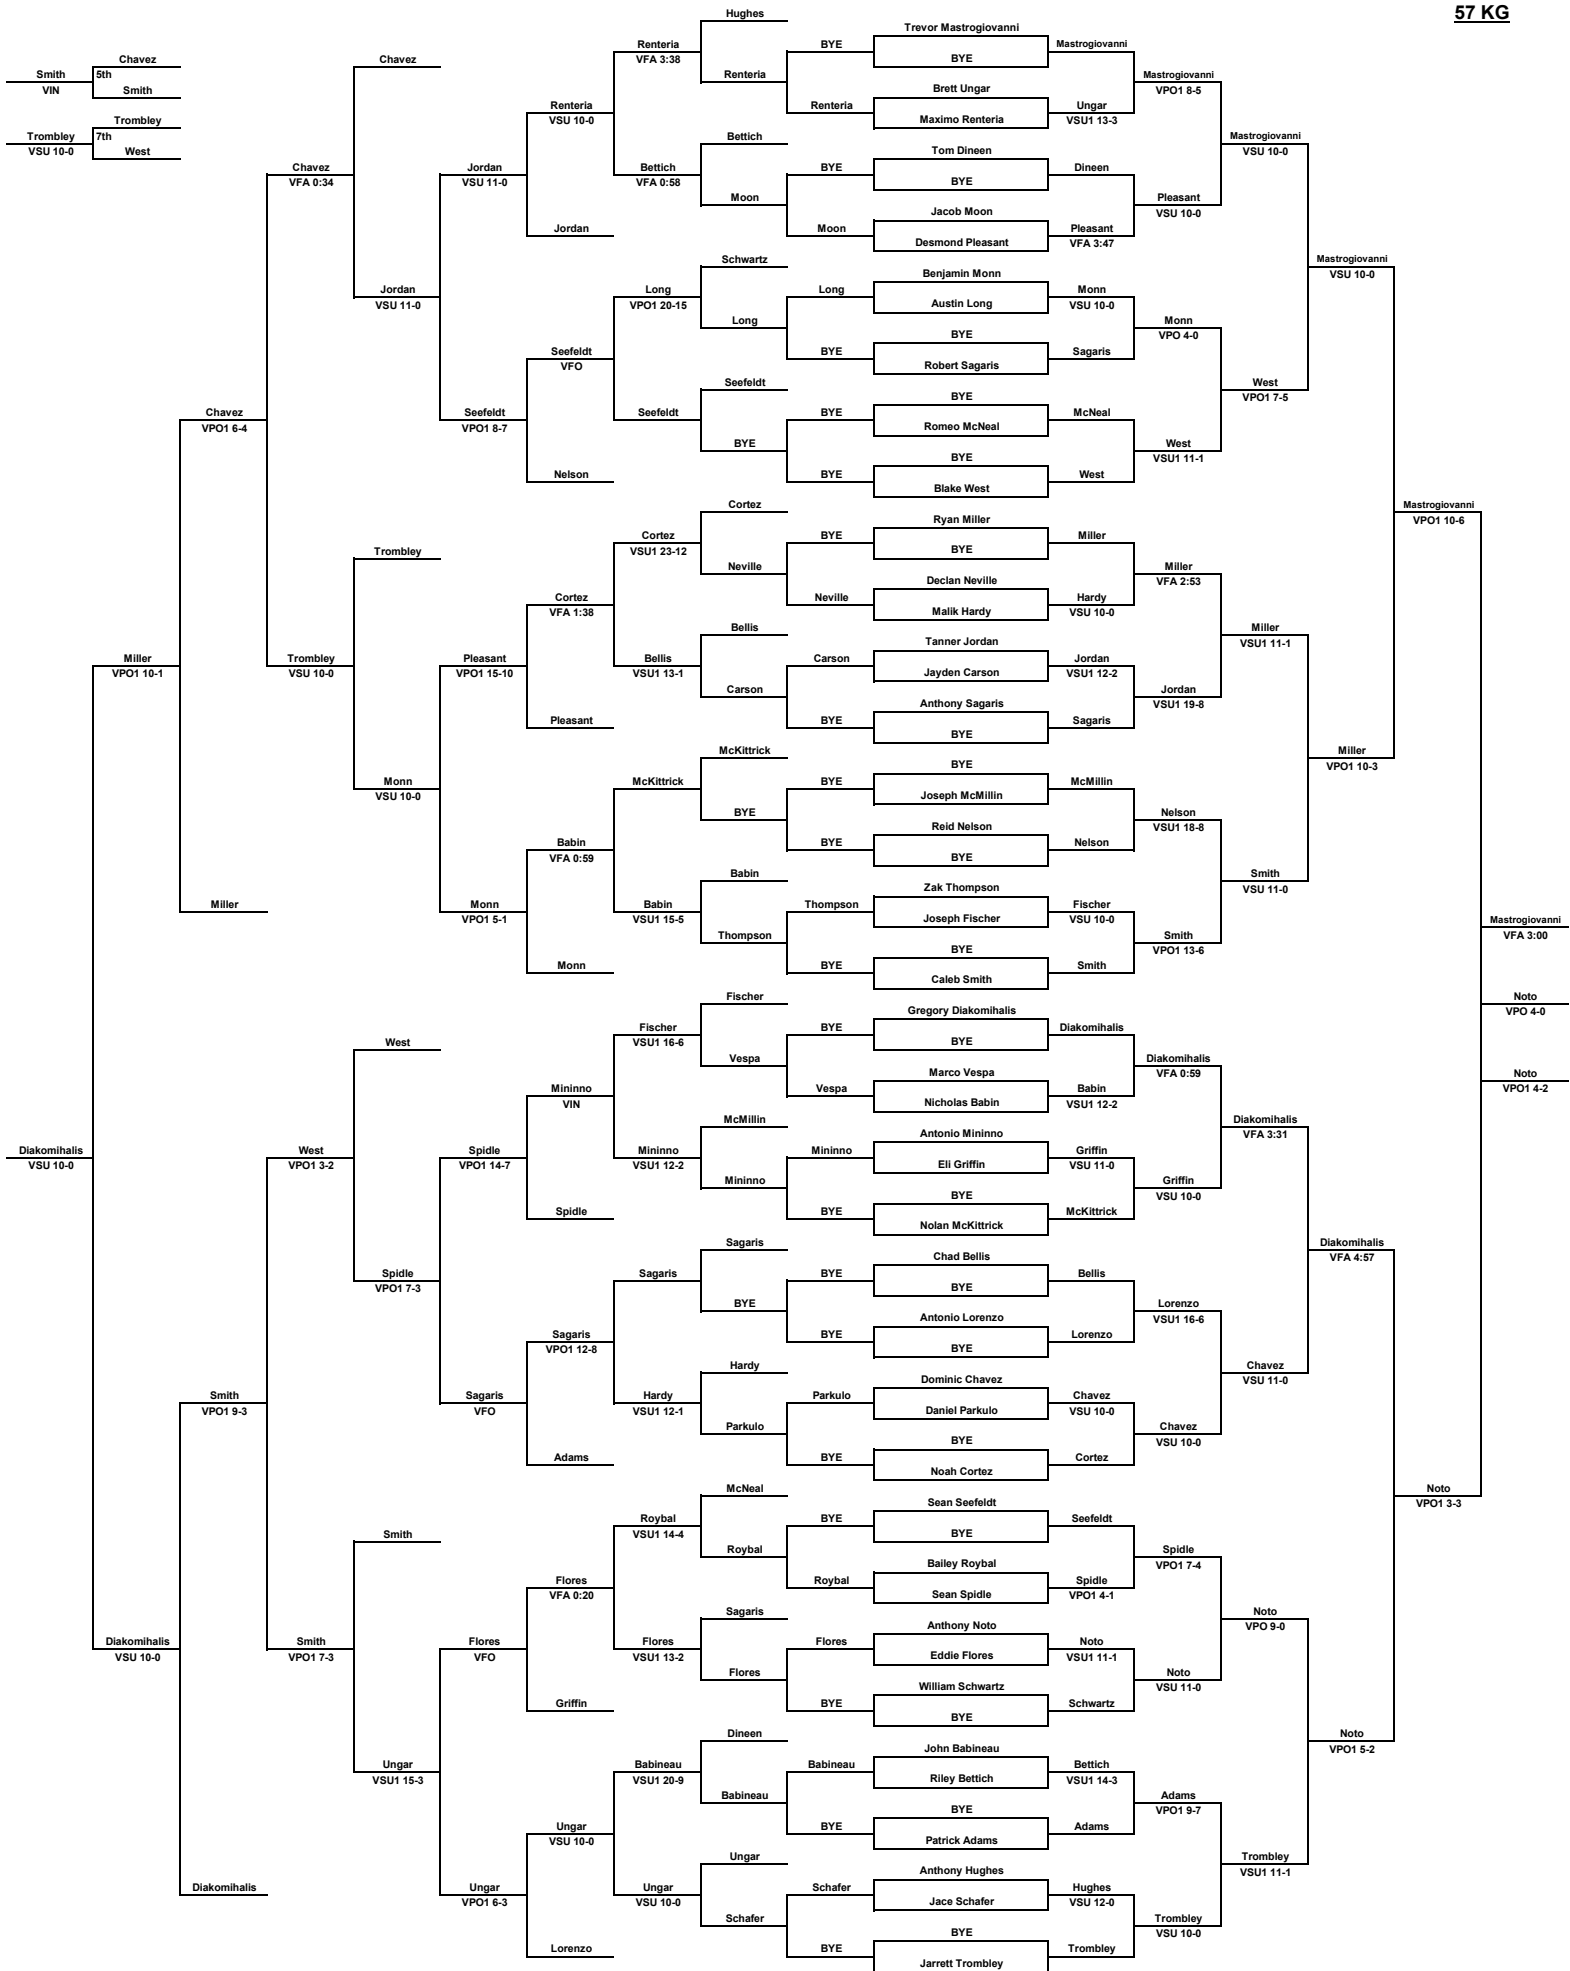 57 KG
Chavez
Smith
5th
VIN
Smith
Trombley
Trombley
7th
VSU 10-0
West
Diakomihalis
VSU 10-0
Miller
VPO1 10-1
Diakomihalis
VSU 10-0
Chavez
VPO1 6-4
Miller
Smith
VPO1 9-3
Diakomihalis
Chavez
VFA 0:34
Trombley
VSU 10-0
West
VPO1 3-2
Smith
VPO1 7-3
Chavez
Jordan
VSU 11-0
Trombley
Monn
VSU 10-0
West
Spidle
VPO1 7-3
Smith
Ungar
VSU1 15-3
Jordan
VSU 11-0
Seefeldt
VPO1 8-7
Pleasant
VPO1 15-10
Monn
VPO1 5-1
Spidle
VPO1 14-7
Sagaris
VFO
Flores
VFO
Ungar
VPO1 6-3
Renteria
VSU 10-0
Jordan
Seefeldt
VFO
Nelson
Cortez
VFA 1:38
Pleasant
Babin
VFA 0:59
Monn
Mininno
VIN
Spidle
Sagaris
VPO1 12-8
Adams
Flores
VFA 0:20
Griffin
Ungar
VSU 10-0
Lorenzo
Renteria
VFA 3:38
Bettich
VFA 0:58
Long
VPO1 20-15
Seefeldt
Cortez
VSU1 23-12
Bellis
VSU1 13-1
McKittrick
Babin
VSU1 15-5
Fischer
VSU1 16-6
Mininno
VSU1 12-2
Sagaris
Hardy
VSU1 12-1
Roybal
VSU1 14-4
Flores
VSU1 13-2
Babineau
VSU1 20-9
Ungar
VSU 10-0
Hughes
Renteria
Bettich
Moon
Schwartz
Long
Seefeldt
BYE
Cortez
Neville
Bellis
Carson
McKittrick
BYE
Babin
Thompson
Fischer
Vespa
McMillin
Mininno
Sagaris
BYE
Hardy
Parkulo
McNeal
Roybal
Sagaris
Flores
Dineen
Babineau
Ungar
Schafer
BYE
Renteria
BYE
Moon
Long
BYE
BYE
BYE
BYE
Neville
Carson
BYE
BYE
BYE
Thompson
BYE
BYE
Vespa
Mininno
BYE
BYE
BYE
Parkulo
BYE
BYE
Roybal
Flores
BYE
Babineau
BYE
Schafer
BYE
Trevor Mastrogiovanni
BYE
Brett Ungar
Maximo Renteria
Tom Dineen
BYE
Jacob Moon
Desmond Pleasant
Benjamin Monn
Austin Long
BYE
Robert Sagaris
BYE
Romeo McNeal
BYE
Blake West
Ryan Miller
BYE
Declan Neville
Malik Hardy
Tanner Jordan
Jayden Carson
Anthony Sagaris
BYE
BYE
Joseph McMillin
Reid Nelson
BYE
Zak Thompson
Joseph Fischer
BYE
Caleb Smith
Gregory Diakomihalis
BYE
Marco Vespa
Nicholas Babin
Antonio Mininno
Eli Griffin
BYE
Nolan McKittrick
Chad Bellis
BYE
Antonio Lorenzo
BYE
Dominic Chavez
Daniel Parkulo
BYE
Noah Cortez
Sean Seefeldt
BYE
Bailey Roybal
Sean Spidle
Anthony Noto
Eddie Flores
William Schwartz
BYE
John Babineau
Riley Bettich
BYE
Patrick Adams
Anthony Hughes
Jace Schafer
BYE
Jarrett Trombley
Mastrogiovanni
Ungar
VSU1 13-3
Dineen
Pleasant
VFA 3:47
Monn
VSU 10-0
Sagaris
McNeal
West
Miller
Hardy
VSU 10-0
Jordan
VSU1 12-2
Sagaris
McMillin
Nelson
Fischer
VSU 10-0
Smith
Diakomihalis
Babin
VSU1 12-2
Griffin
VSU 11-0
McKittrick
Bellis
Lorenzo
Chavez
VSU 10-0
Cortez
Seefeldt
Spidle
VPO1 4-1
Noto
VSU1 11-1
Schwartz
Bettich
VSU1 14-3
Adams
Hughes
VSU 12-0
Trombley
Mastrogiovanni
VPO1 8-5
Pleasant
VSU 10-0
Monn
VPO 4-0
West
VSU1 11-1
Miller
VFA 2:53
Jordan
VSU1 19-8
Nelson
VSU1 18-8
Smith
VPO1 13-6
Diakomihalis
VFA 0:59
Griffin
VSU 10-0
Lorenzo
VSU1 16-6
Chavez
VSU 10-0
Spidle
VPO1 7-4
Noto
VSU 11-0
Adams
VPO1 9-7
Trombley
VSU 10-0
Mastrogiovanni
VSU 10-0
West
VPO1 7-5
Miller
VSU1 11-1
Smith
VSU 11-0
Diakomihalis
VFA 3:31
Chavez
VSU 11-0
Noto
VPO 9-0
Trombley
VSU1 11-1
Mastrogiovanni
VSU 10-0
Miller
VPO1 10-3
Diakomihalis
VFA 4:57
Noto
VPO1 5-2
Mastrogiovanni
VPO1 10-6
Noto
VPO1 3-3
Mastrogiovanni
VFA 3:00
Noto
VPO 4-0
Noto
VPO1 4-2